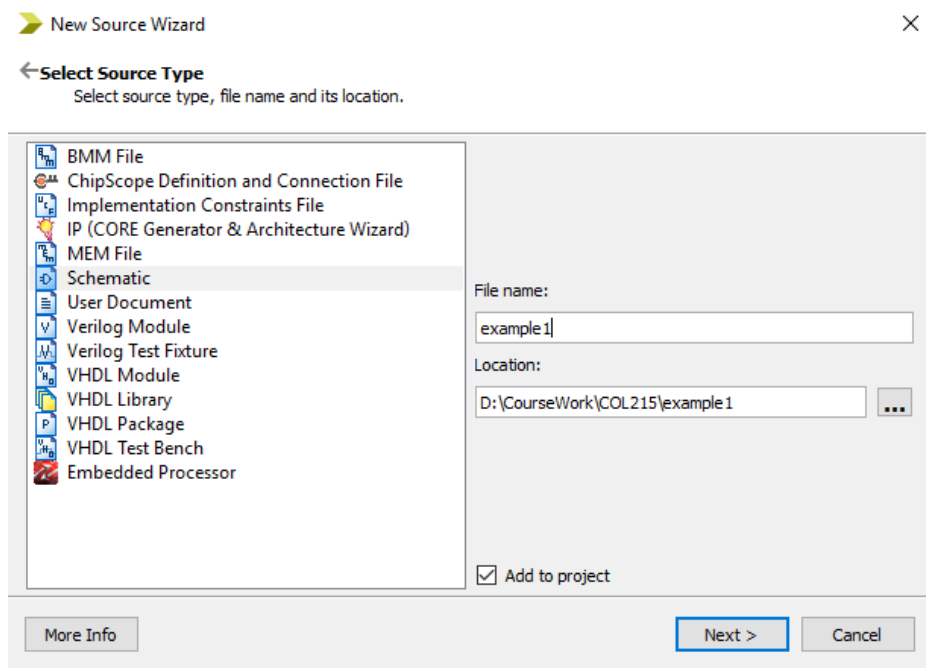 New Source Wizard
Select Source Type
Select source type, file name and its location.
BMM File
ChipScope Definition and Connection File
Implementation Constraints File
IP (CORE Generator & Architecture Wizard)
MEM File
Schematic
User Document
Verilog Module
Verilog Test Fixture
VHDL Module
VHDL Library
VHDL Package
VHDL Test Bench
Embedded Processor
File name:
example1
Location:
D:\CourseWork\COL215\example1
...
Add to project
More Info
Next >
Cancel